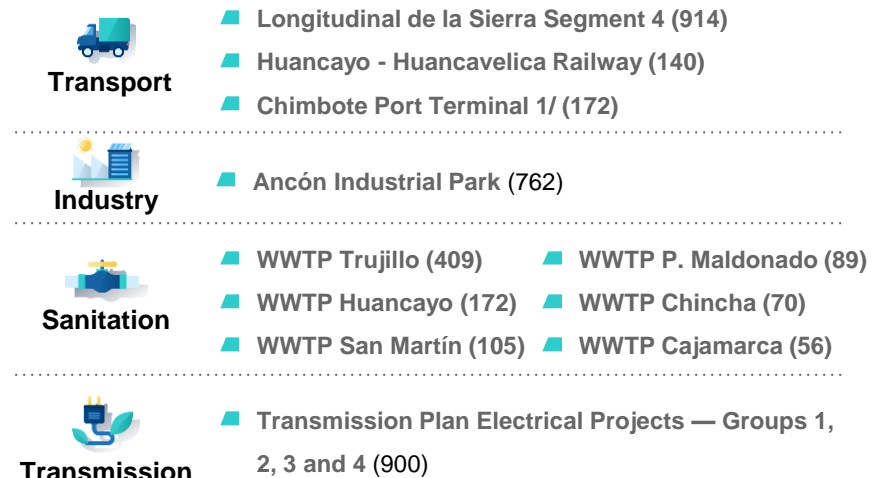 Transport
Longitudinal de la Sierra Segment 4 (914)
Huancayo - Huancavelica Railway (140)
Chimbote Port Terminal 1/ (172)
Industry
Ancón Industrial Park (762)
Sanitation
WWTP Trujillo (409)
WWTP Huancayo (172)
WWTP San Martín (105)
WWTP P. Maldonado (89)
WWTP Chincha (70)
WWTP Cajamarca (56)
Transmission
Transmission Plan Electrical Projects — Groups 1,
2, 3 and 4 (900)